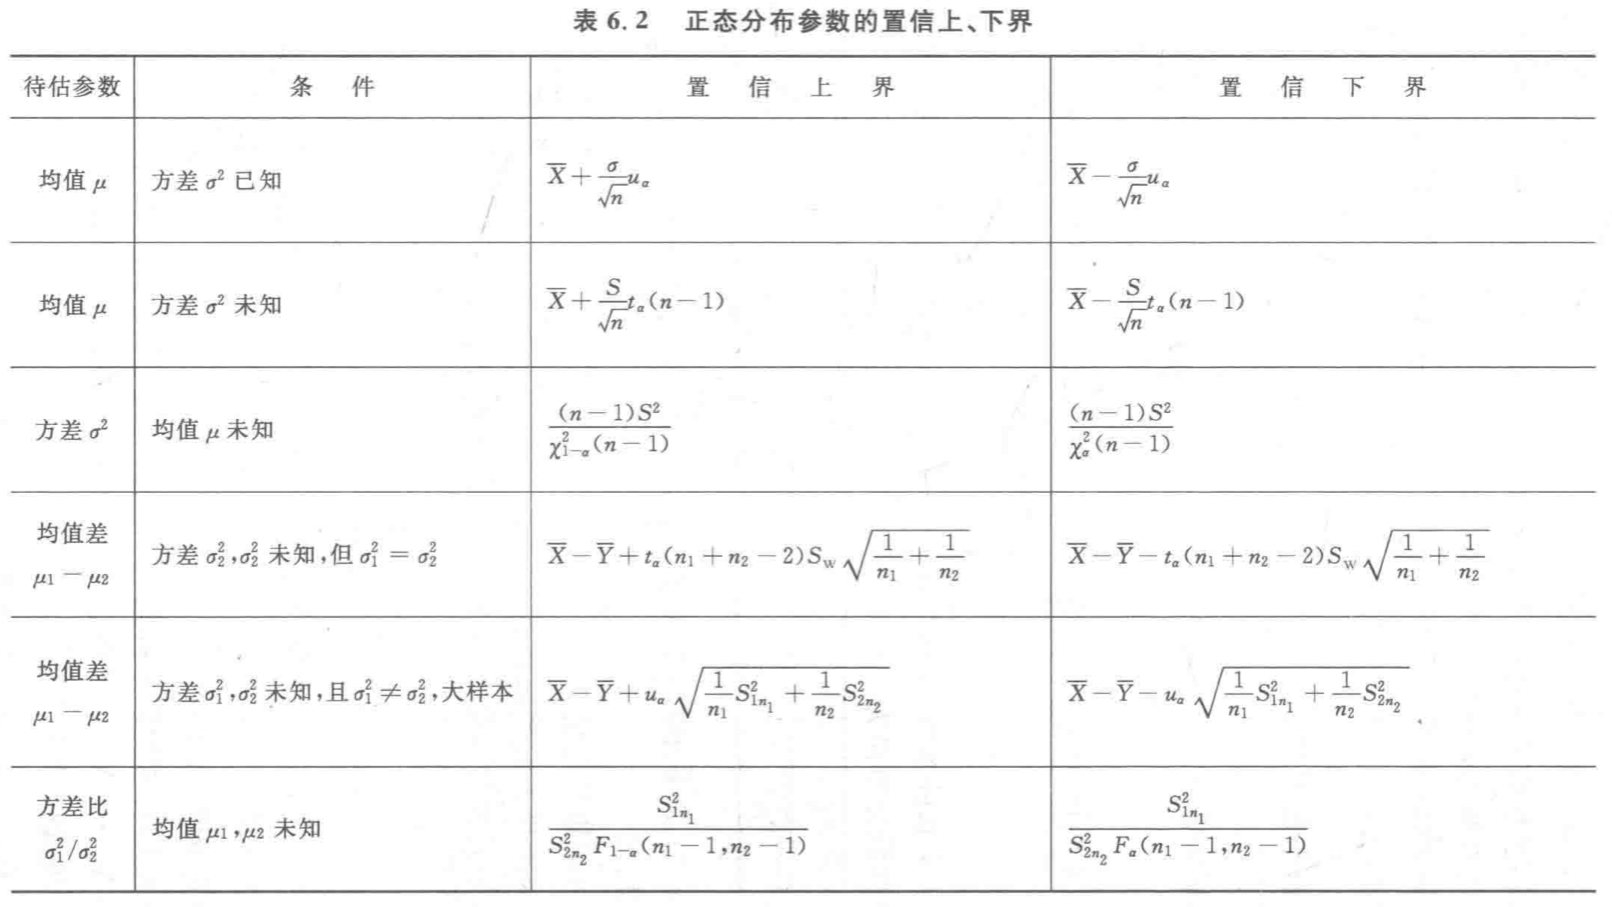 表 6.2 正态分布参数的置信上、下界
待估参数 条 件 置 信 上 界 置 信 下 界
均值 μ 方差 σ² 已知 $\overline{X}+\frac{\sigma}{\sqrt{n}}u_{\alpha}$ $\overline{X}-\frac{\sigma}{\sqrt{n}}u_{\alpha}$
均值 μ 方差 σ² 未知 $\overline{X}+\frac{S}{\sqrt{n}}t_{\alpha}(n-1)$ $\overline{X}-\frac{S}{\sqrt{n}}t_{\alpha}(n-1)$
方差 σ² 均值 μ 未知 $\frac{(n-1)S^2}{\chi^2_{1-\alpha}(n-1)}$ $\frac{(n-1)S^2}{\chi^2_{\alpha}(n-1)}$
均值差 $\mu_1-\mu_2$ 方差 $\sigma_2^2,\sigma_2^2$ 未知,但 $\sigma_1^2=\sigma_2^2$ $\overline{X}-\overline{Y}+t_{\alpha}(n_1+n_2-2)S_{\mathrm{w}}\sqrt{\frac{1}{n_1}+\frac{1}{n_2}}$ $\overline{X}-\overline{Y}-t_{\alpha}(n_1+n_2-2)S_{\mathrm{w}}\sqrt{\frac{1}{n_1}+\frac{1}{n_2}}$
均值差 $\mu_1-\mu_2$ 方差 $\sigma_1^2,\sigma_2^2$ 未知,且 $\sigma_1^2\neq\sigma_2^2$,大样本 $\overline{X}-\overline{Y}+u_{\alpha}\sqrt{\frac{1}{n_1}S_{1n_1}^2+\frac{1}{n_2}S_{2n_2}^2}$ $\overline{X}-\overline{Y}-u_{\alpha}\sqrt{\frac{1}{n_1}S_{1n_1}^2+\frac{1}{n_2}S_{2n_2}^2}$
方差比 $\sigma_1^2/\sigma_2^2$ 均值 $\mu_1,\mu_2$ 未知 $\frac{S_{1n_1}^2}{S_{2n_2}^2F_{1-\alpha}(n_1-1,n_2-1)}$ $\frac{S_{1n_1}^2}{S_{2n_2}^2F_{\alpha}(n_1-1,n_2-1)}$